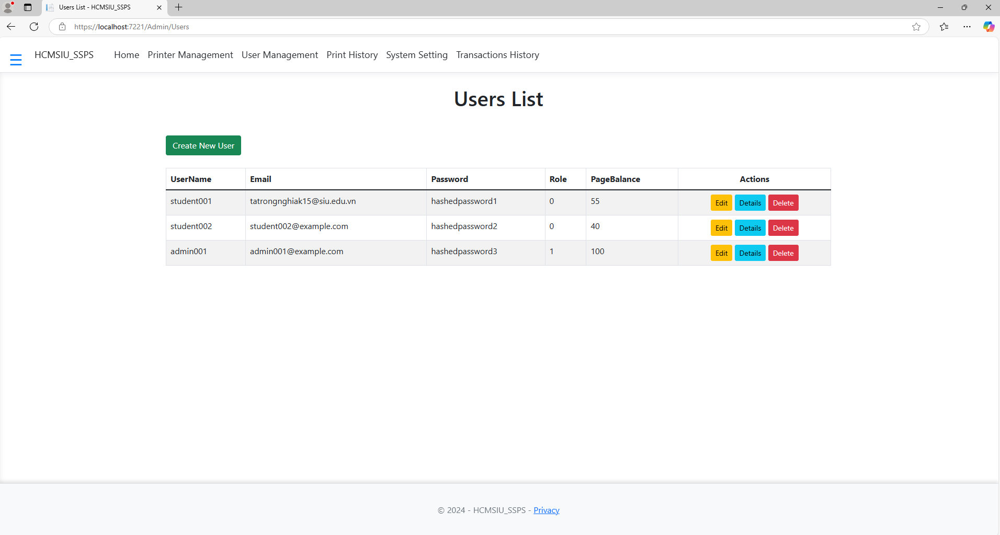 Users List - HCMSIU_SSPS
https://localhost:7221/Admin/Users
HCMSIU_SSPS Home Printer Management User Management Print History System Setting Transactions History
Users List
Create New User
UserName Email Password Role PageBalance Actions
student001 tatrongnghiak15@siu.edu.vn hashedpassword1 0 55 Edit Details Delete
student002 student002@example.com hashedpassword2 0 40 Edit Details Delete
admin001 admin001@example.com hashedpassword3 1 100 Edit Details Delete
© 2024 - HCMSIU_SSPS - Privacy